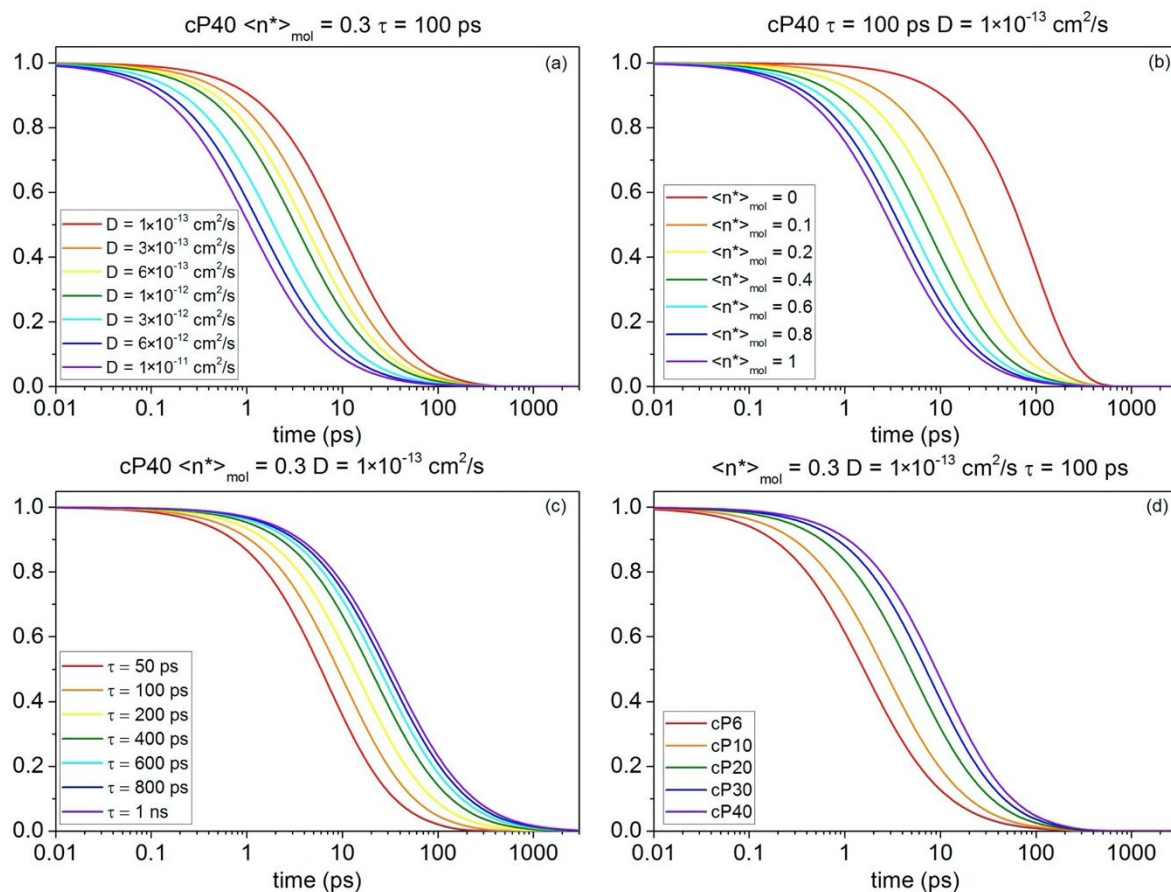 cP40 <n*>mol = 0.3 τ = 100 ps
(a)
1.0
0.8
0.6
0.4
0.2
0.0
D = 1×10⁻¹³ cm²/s
D = 3×10⁻¹³ cm²/s
D = 6×10⁻¹³ cm²/s
D = 1×10⁻¹² cm²/s
D = 3×10⁻¹² cm²/s
D = 6×10⁻¹² cm²/s
D = 1×10⁻¹¹ cm²/s
0.01 0.1 1 10 100 1000
time (ps)
cP40 τ = 100 ps D = 1×10⁻¹³ cm²/s
(b)
1.0
0.8
0.6
0.4
0.2
0.0
<n*>mol = 0
<n*>mol = 0.1
<n*>mol = 0.2
<n*>mol = 0.4
<n*>mol = 0.6
<n*>mol = 0.8
<n*>mol = 1
0.01 0.1 1 10 100 1000
time (ps)
cP40 <n*>mol = 0.3 D = 1×10⁻¹³ cm²/s
(c)
1.0
0.8
0.6
0.4
0.2
0.0
τ = 50 ps
τ = 100 ps
τ = 200 ps
τ = 400 ps
τ = 600 ps
τ = 800 ps
τ = 1 ns
0.01 0.1 1 10 100 1000
time (ps)
<n*>mol = 0.3 D = 1×10⁻¹³ cm²/s τ = 100 ps
(d)
1.0
0.8
0.6
0.4
0.2
0.0
cP6
cP10
cP20
cP30
cP40
0.01 0.1 1 10 100 1000
time (ps)